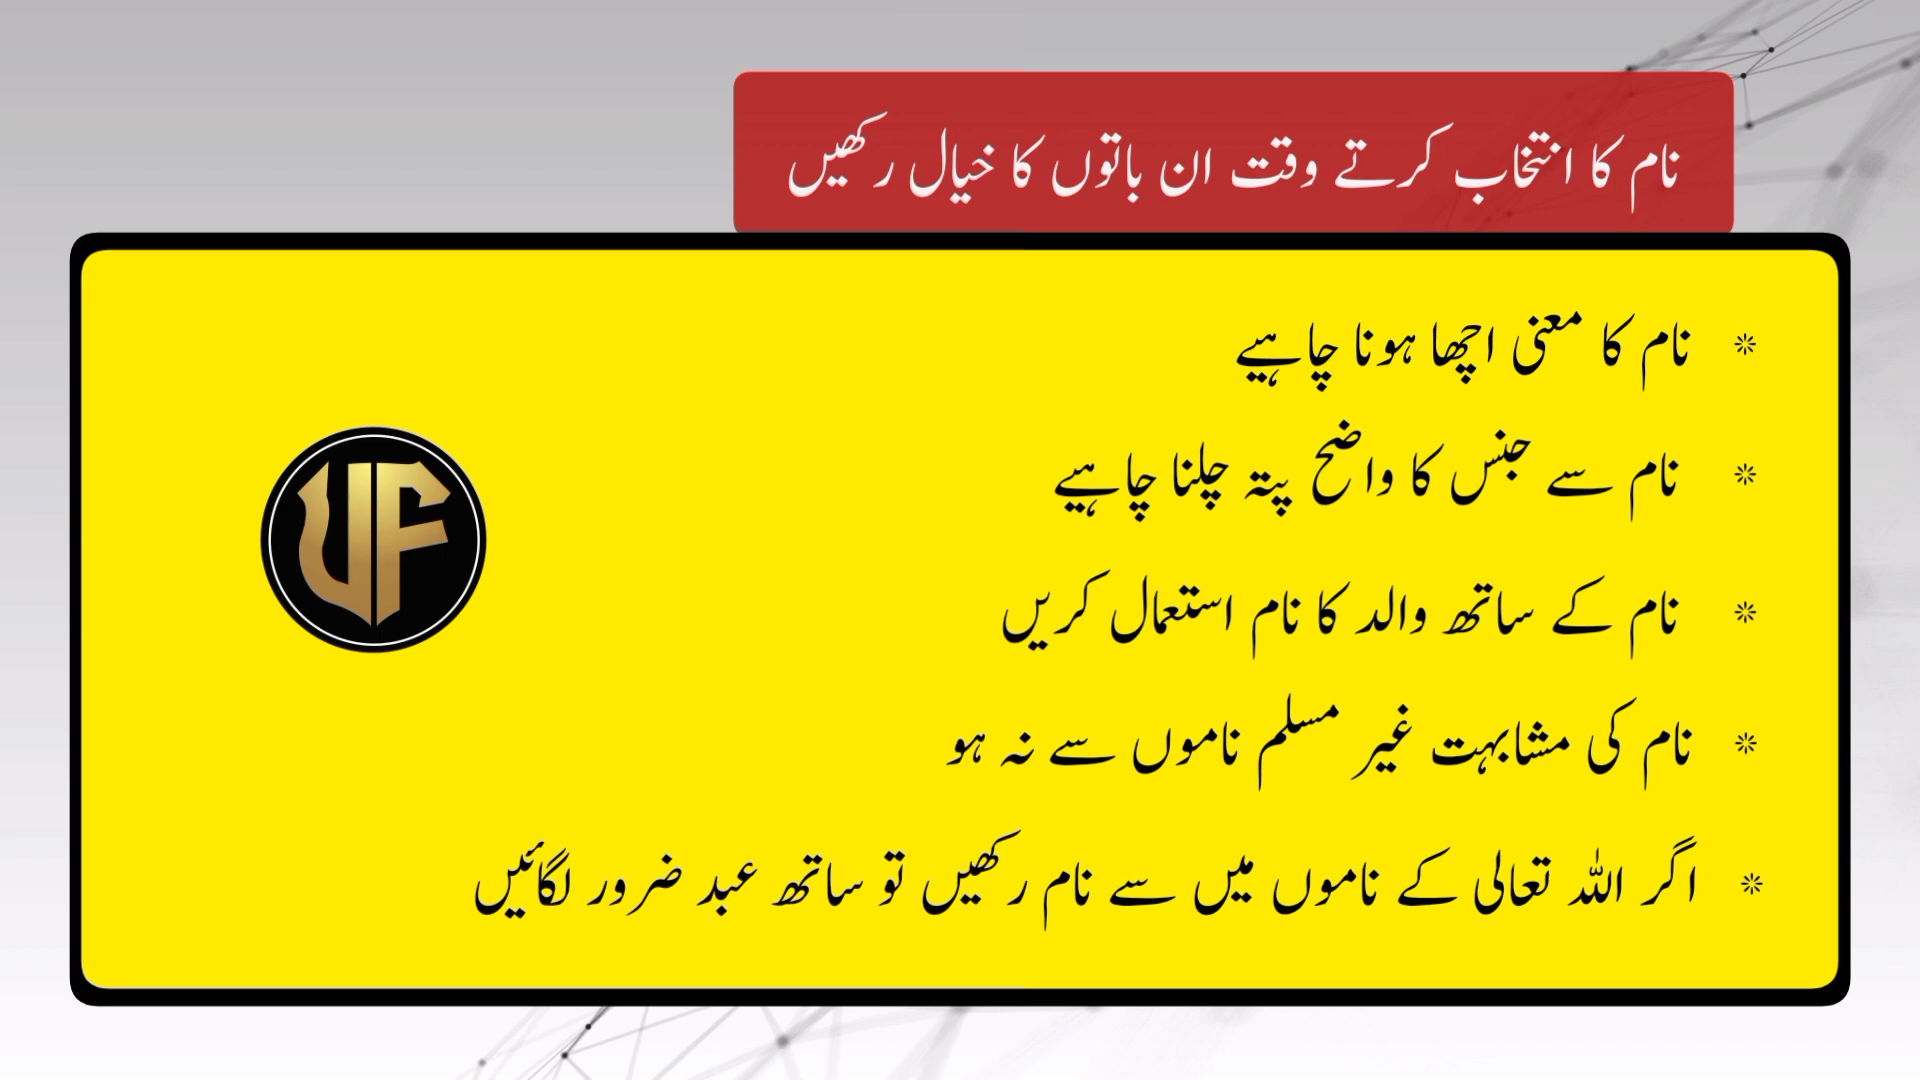 نام کا انتخاب کرتے وقت ان باتوں کا خیال رکھیں
* نام کا معنی اچھا ہونا چاہیے
* نام سے جنس کا واضح پتہ چلنا چاہیے
* نام کے ساتھ والد کا نام استعمال کریں
* نام کی مشابہت غیر مسلم ناموں سے نہ ہو
* اگر اللہ تعالی کے ناموں میں سے نام رکھیں تو ساتھ عبد ضرور لگائیں
UF